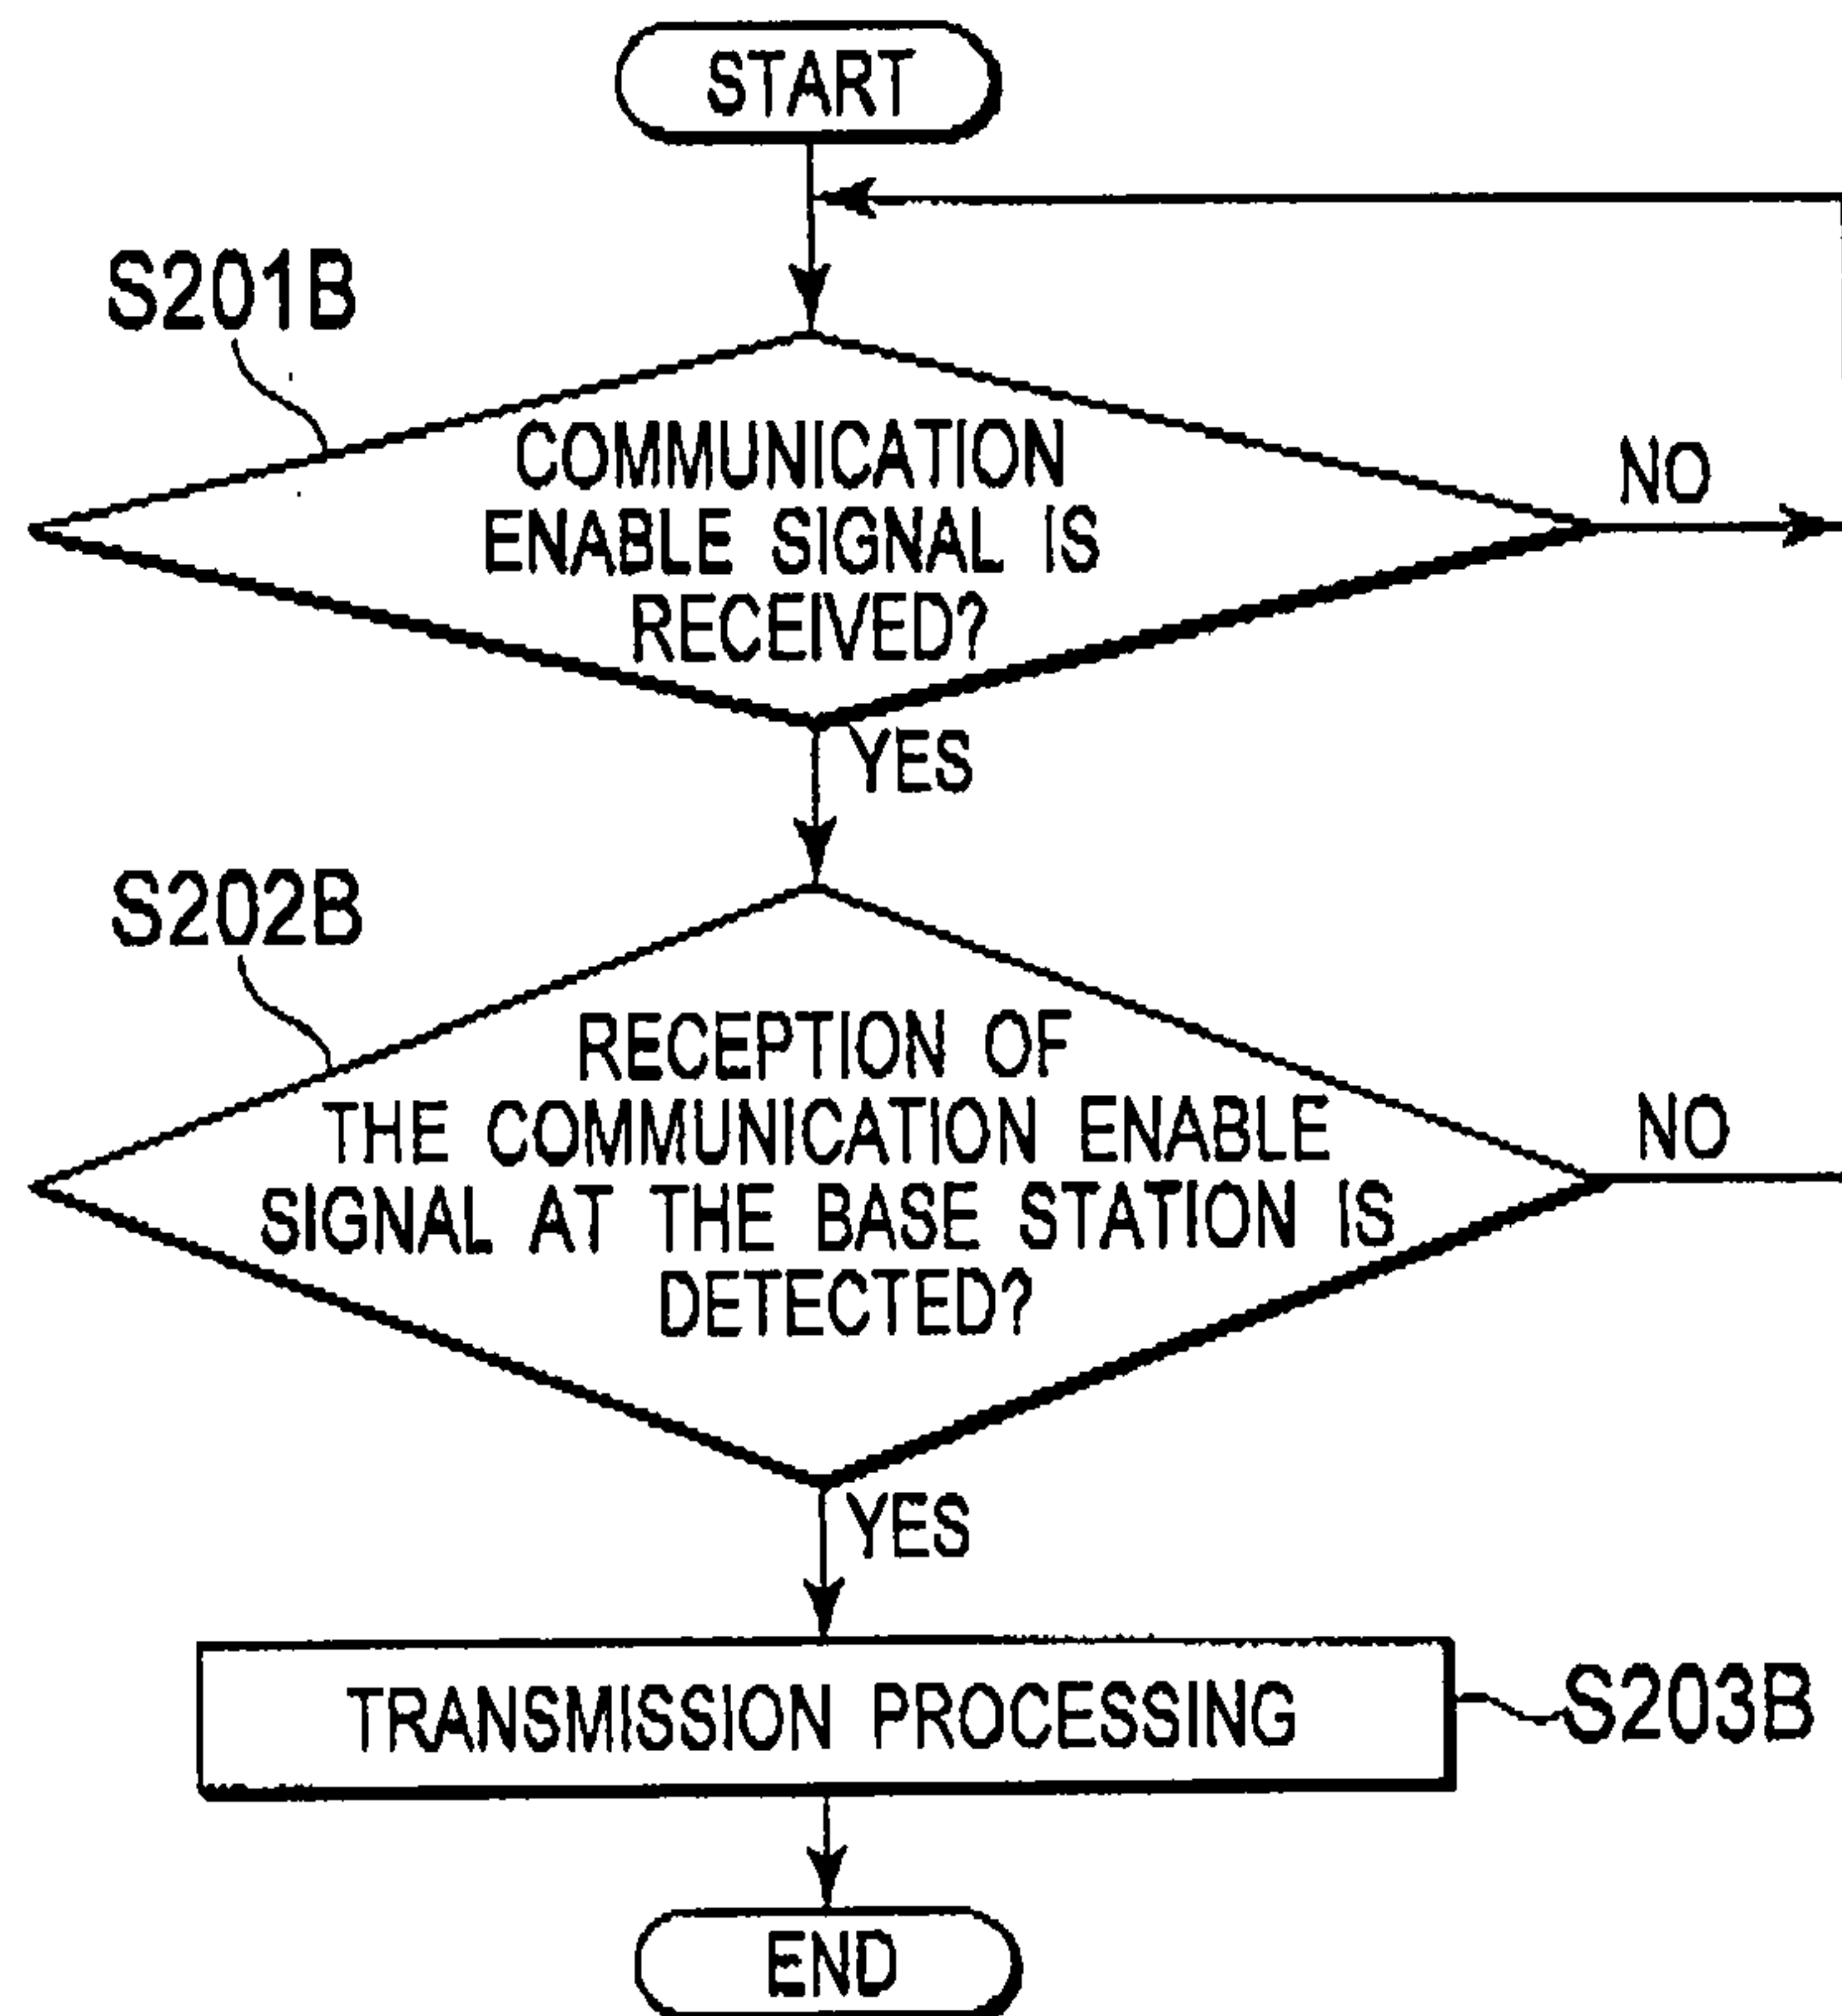 START
S201B
COMMUNICATION
ENABLE SIGNAL IS
RECEIVED?
NO
YES
S202B
RECEPTION OF
THE COMMUNICATION ENABLE
SIGNAL AT THE BASE STATION IS
DETECTED?
NO
YES
TRANSMISSION PROCESSING
S203B
END